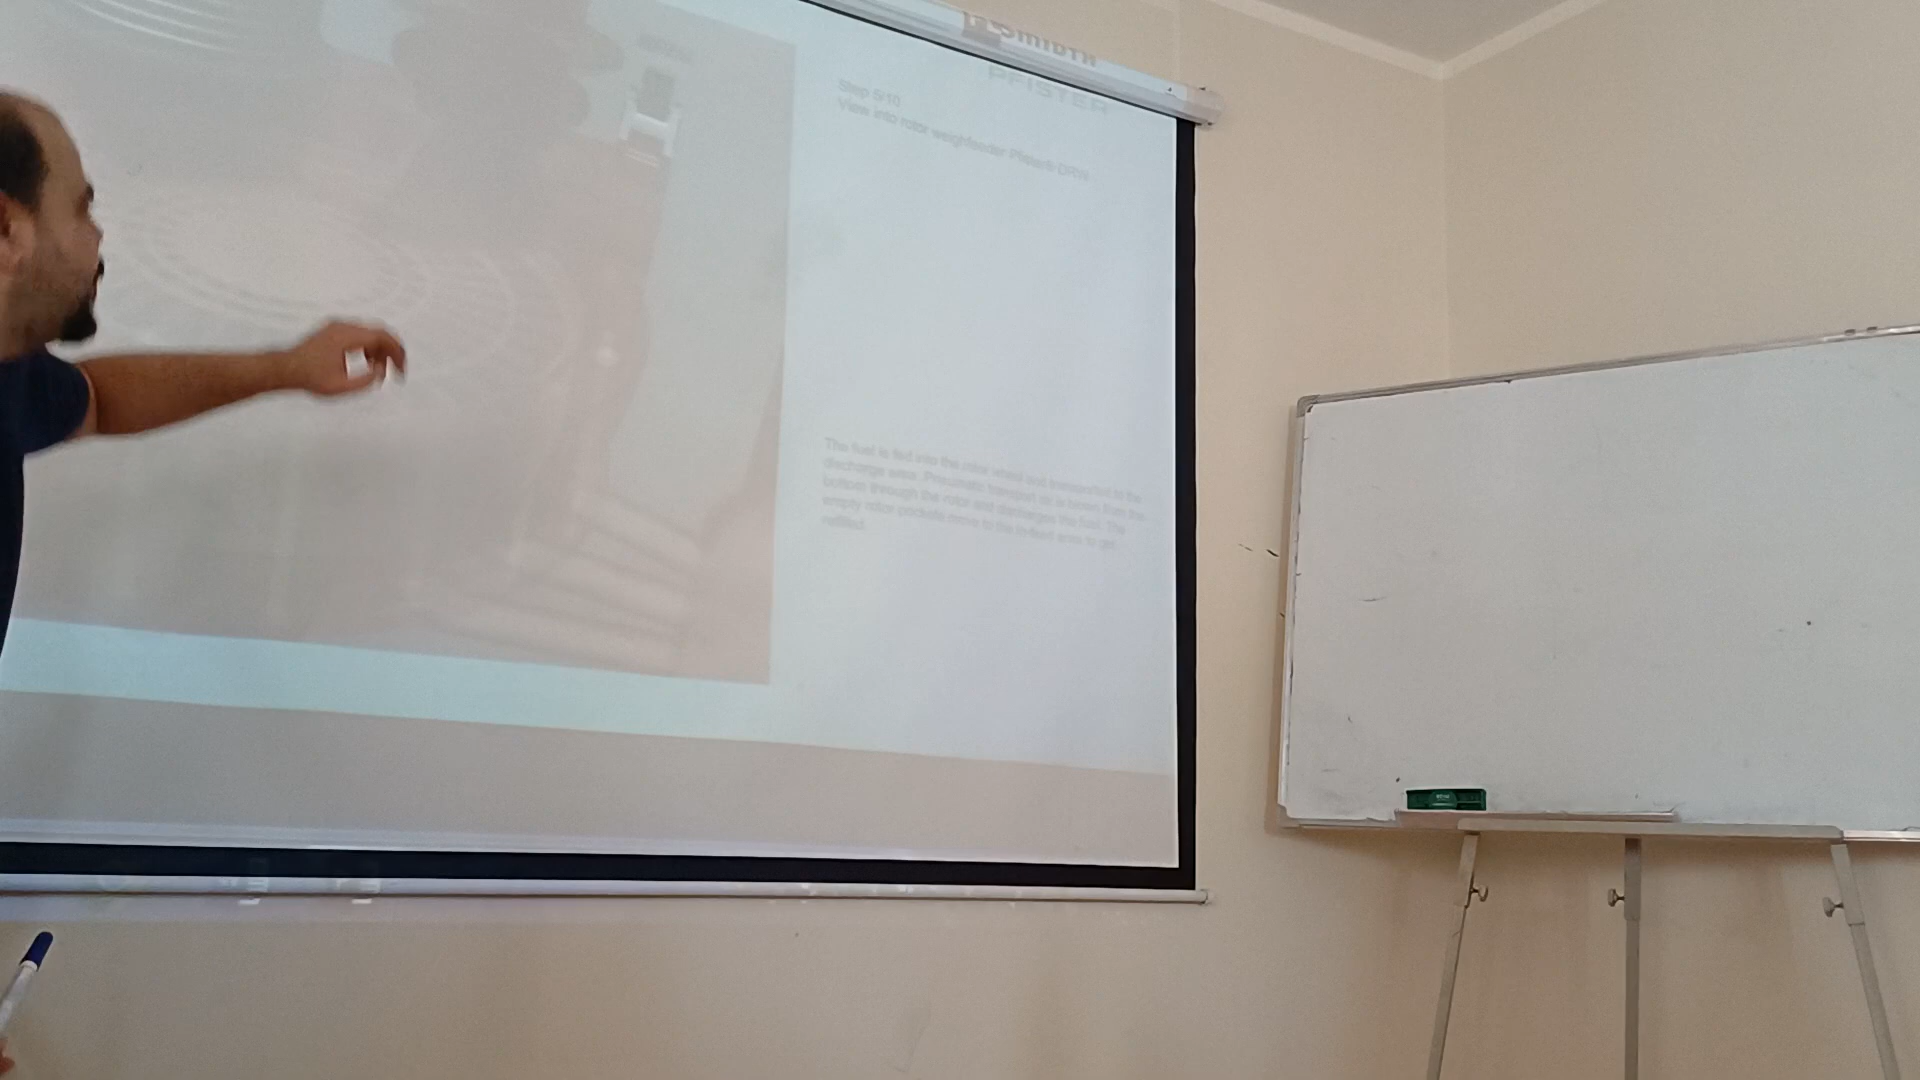 SMIDTH
PFISTER
Step 5/10
View into rotor weighfeeder Pfister® DRW
The fuel is fed into the rotor wheel and transported to the
discharge area. Pneumatic transport air is blown from the
bottom through the rotor and discharges the fuel. The
empty rotor pockets move to the in-feed area to get
refilled.